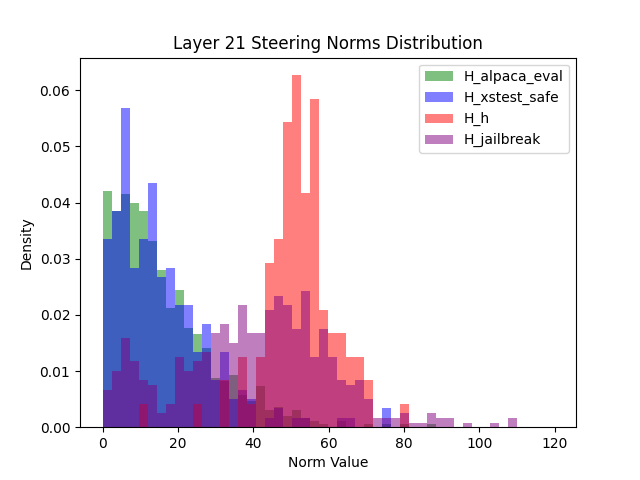 Layer 21 Steering Norms Distribution
H_alpaca_eval
H_xstest_safe
H_h
H_jailbreak
0.06
0.05
0.04
0.03
0.02
0.01
0.00
Density
0 20 40 60 80 100 120
Norm Value